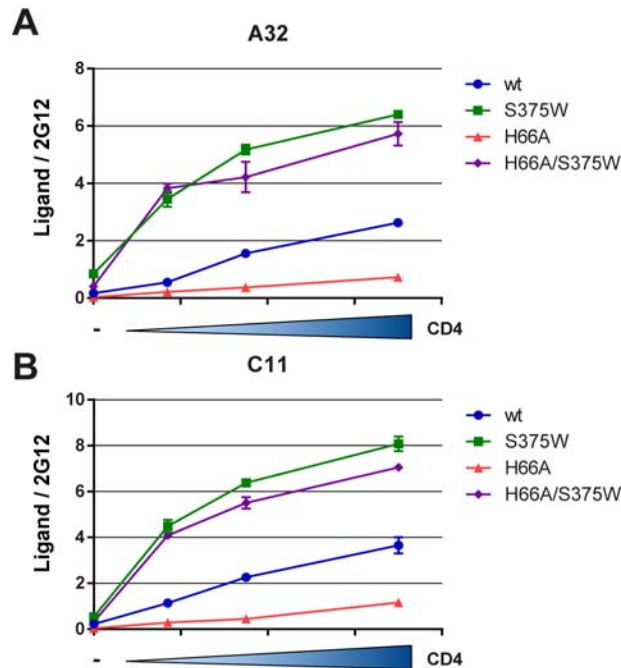 A
A32
8
6
4
2
0
Ligand / 2G12
wt
S375W
H66A
H66A/S375W
-
CD4
B
C11
10
8
6
4
2
0
Ligand / 2G12
wt
S375W
H66A
H66A/S375W
-
CD4